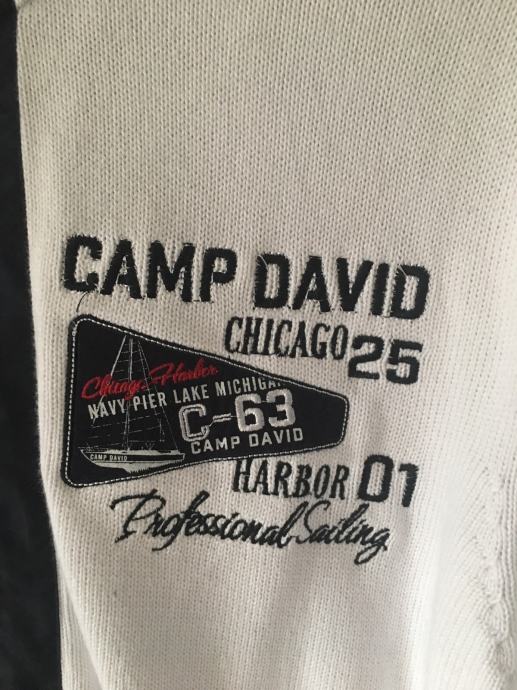 CAMP DAVID
CHICAGO 25
Chicago Harbor
NAVY PIER LAKE MICHIGAN
C-63
CAMP DAVID
CAMP DAVID
HARBOR 01
Professional Sailing